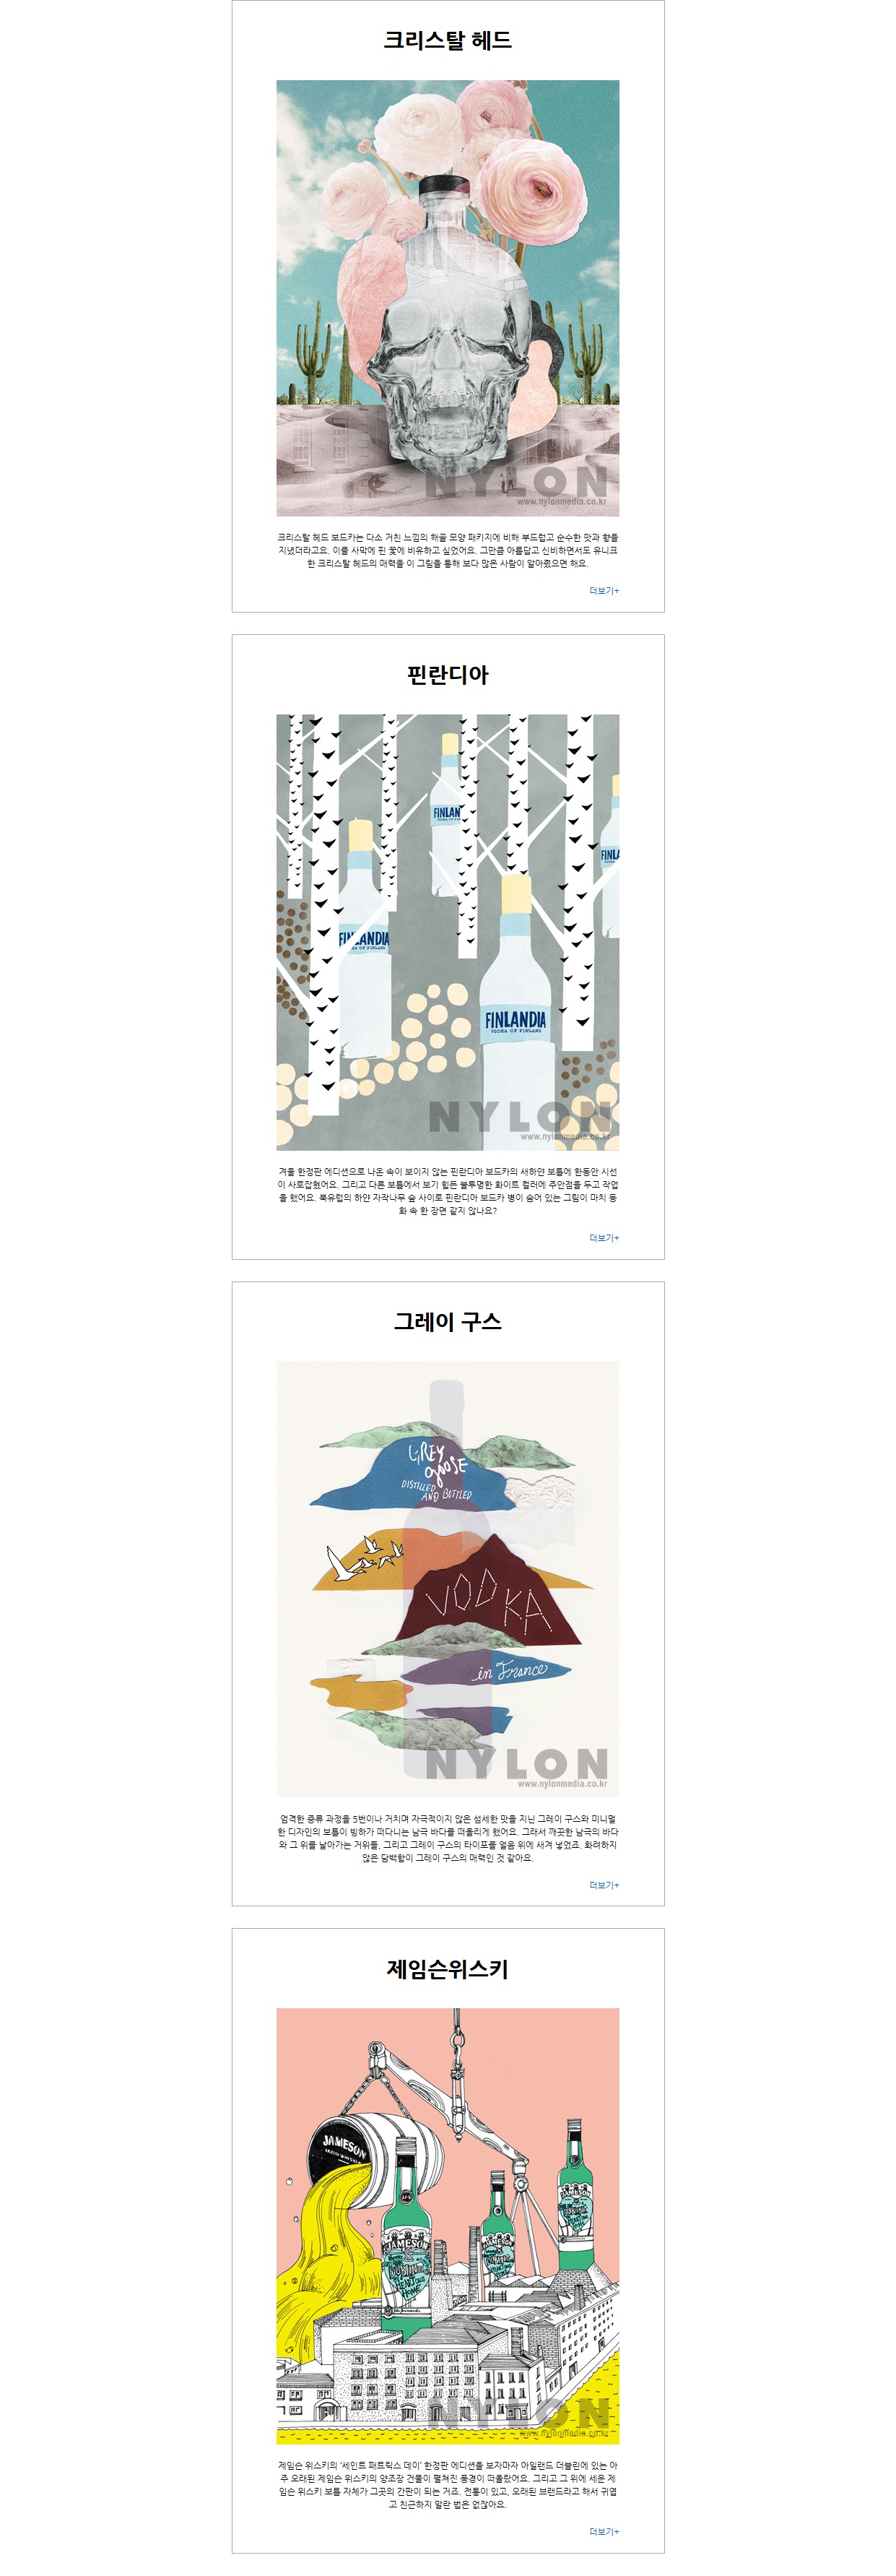 크리스탈 헤드
NYLON
www.nylonmedia.co.kr
크리스탈 헤드 보드카는 다소 거친 느낌의 해골 모양 패키지에 비해 부드럽고 순수한 맛과 향을
지녔더라고요. 이를 사막에 핀 꽃에 비유하고 싶었어요. 그만큼 아름답고 신비하면서도 유니크
한 크리스탈 헤드의 매력을 이 그림을 통해 보다 많은 사람이 알아줬으면 해요.
더보기+
핀란디아
FINLAN
VODKA OF FIN
FINLA
FINLANDIA
VODKA OF FINLAND
FINLANDIA
VODKA OF FINLAND
NYLON
www.nylonmedia.co.kr
겨울 한정판 에디션으로 나온 속이 보이지 않는 핀란디아 보드카의 새하얀 보틀에 한동안 시선
이 사로잡혔어요. 그리고 다른 보틀에서 보기 힘든 불투명한 화이트 컬러에 주안점을 두고 작업
을 했어요. 북유럽의 하얀 자작나무 숲 사이로 핀란디아 보드카 병이 숨어 있는 그림이 마치 동
화 속 한 장면 같지 않나요?
더보기+
그레이 구스
GREY
goose
DISTILLED
AND BOTTLED
VODKA
in France
NYLON
www.nylonmedia.co.kr
엄격한 증류 과정을 5번이나 거치며 자극적이지 않은 섬세한 맛을 지닌 그레이 구스와 미니멀
한 디자인의 보틀이 빙하가 떠다니는 남극 바다를 떠올리게 했어요. 그래서 깨끗한 남극의 바다
와 그 위를 날아가는 거위들, 그리고 그레이 구스의 타이포를 얼음 위에 새겨 넣었죠. 화려하지
않은 담백함이 그레이 구스의 매력인 것 같아요.
더보기+
제임슨위스키
JAMESON
JAMESON
NYLON
www.nylonmedia.co.kr
제임슨 위스키의 '세인트 패트릭스 데이' 한정판 에디션을 보자마자 아일랜드 더블린에 있는 아
주 오래된 제임슨 위스키의 양조장 건물이 펼쳐진 풍경이 떠올랐어요. 그리고 그 위에 세운 제
임슨 위스키 보틀 자체가 그곳의 간판이 되는 거죠. 전통이 있고, 오래된 브랜드라고 해서 귀엽
고 친근하지 말란 법은 없잖아요.
더보기+